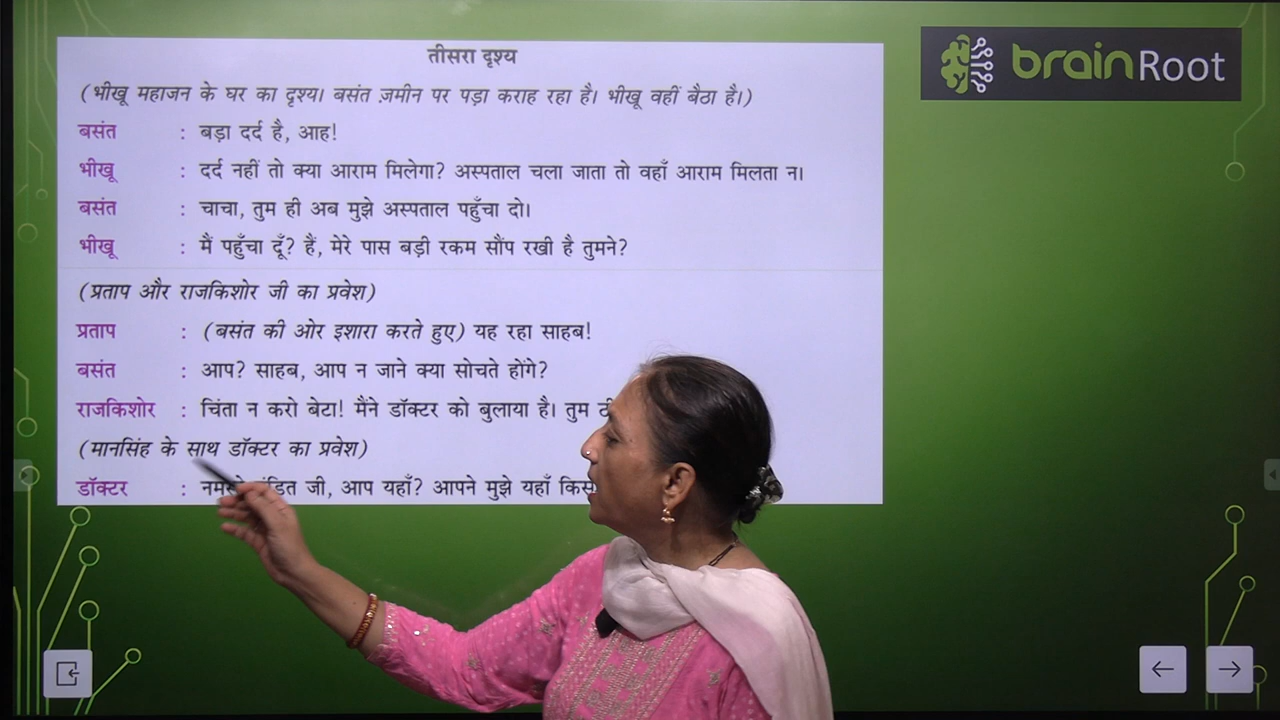 brainRoot
तीसरा दृश्य
(भीखू महाजन के घर का दृश्य। बसंत ज़मीन पर पड़ा कराह रहा है। भीखू वहीं बैठा है।)
बसंत : बड़ा दर्द है, आह!
भीखू : दर्द नहीं तो क्या आराम मिलेगा? अस्पताल चला जाता तो वहाँ आराम मिलता न।
बसंत : चाचा, तुम ही अब मुझे अस्पताल पहुँचा दो।
भीखू : मैं पहुँचा दूँ? हैं, मेरे पास बड़ी रकम सौंप रखी है तुमने?
(प्रताप और राजकिशोर जी का प्रवेश)
प्रताप : (बसंत की ओर इशारा करते हुए) यह रहा साहब!
बसंत : आप? साहब, आप न जाने क्या सोचते होंगे?
राजकिशोर : चिंता न करो बेटा! मैंने डॉक्टर को बुलाया है। तुम
(मानसिंह के साथ डॉक्टर का प्रवेश)
डॉक्टर : जी, आप यहाँ? आपने मुझे यहाँ